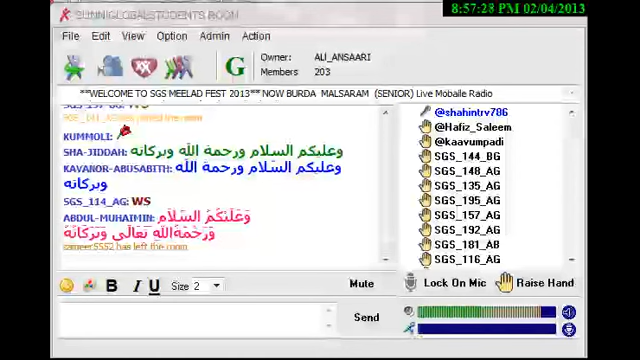 8:57:28 PM 02/04/2013
SUNNIGLOBALSTUDENTS ROOM
File Edit View Option Admin Action
Owner: ALI_ANSAARI
Members 203
G
**WELCOME TO SGS MEELAD FEST 2013** NOW BURDA MALSARAM (SENIOR) Live Mobaile Radio
WS
KUMMOLI:
SHA-JIDDAH: وعليكم السلام ورحمة الله وبركاته
KAVANOR-ABUSABITH: وعليكم السلام ورحمة الله
وبركاته
SGS_114_AG: WS
ABDUL-MUHAIMIN: وَعَلَيْكُمُ السَّلَامُ
وَرَحْمَةُاللهِ تَعَالَى وَبَرَكَاتُهُ
sameer5552 has left the room
@shahintrv786
@Hafiz_Saleem
@kaavumpadi
SGS_144_BG
SGS_148_AG
SGS_135_AG
SGS_195_AG
SGS_157_AG
SGS_192_AG
SGS_181_AB
SGS_116_AG
B I U Size 2
Mute
Lock On Mic Raise Hand
Send